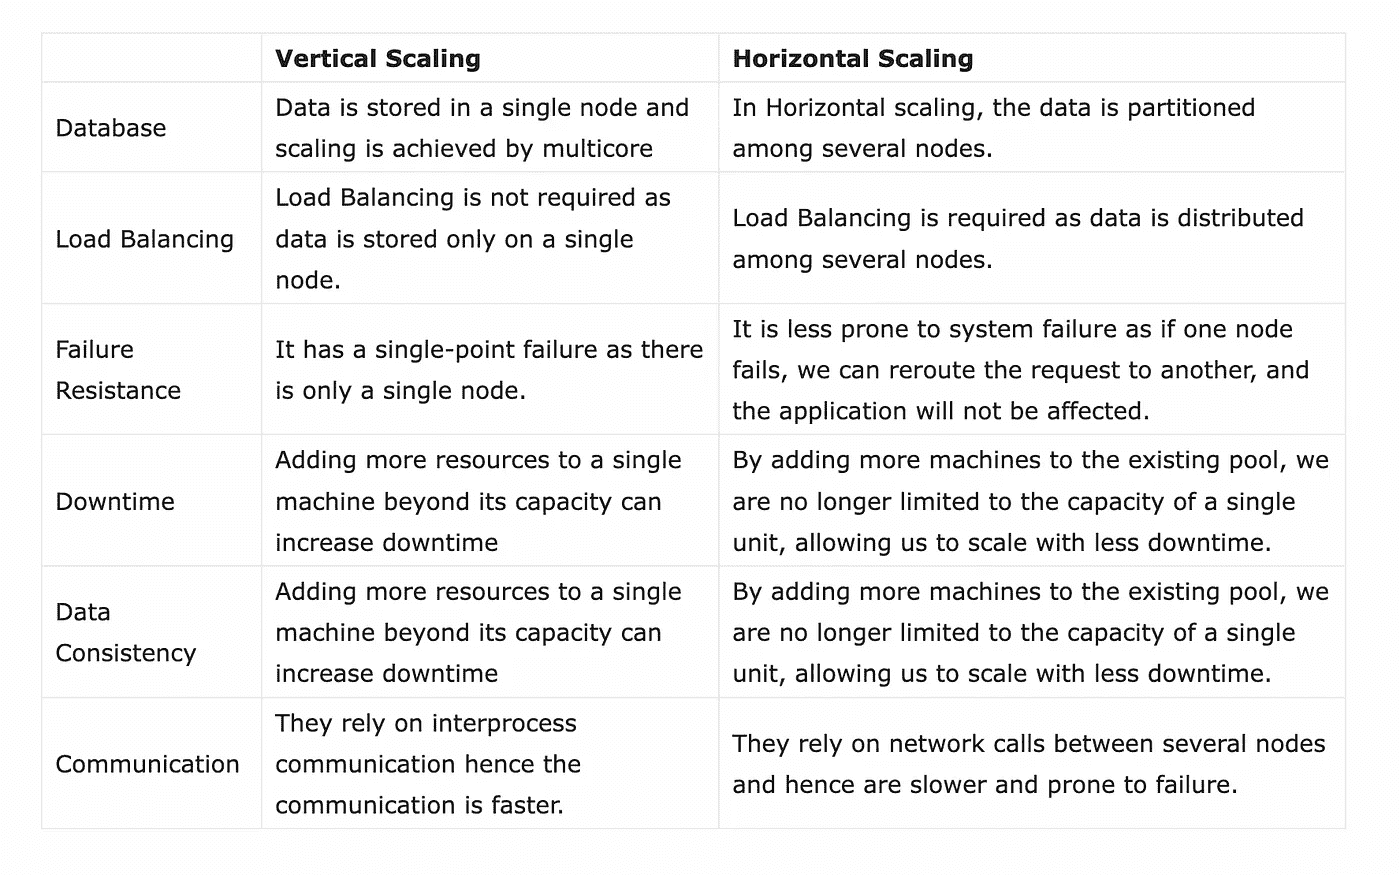 Vertical Scaling
Horizontal Scaling
Database
Data is stored in a single node and
scaling is achieved by multicore
In Horizontal scaling, the data is partitioned
among several nodes.
Load Balancing
Load Balancing is not required as
data is stored only on a single
node.
Load Balancing is required as data is distributed
among several nodes.
Failure
Resistance
It has a single-point failure as there
is only a single node.
It is less prone to system failure as if one node
fails, we can reroute the request to another, and
the application will not be affected.
Downtime
Adding more resources to a single
machine beyond its capacity can
increase downtime
By adding more machines to the existing pool, we
are no longer limited to the capacity of a single
unit, allowing us to scale with less downtime.
Data
Consistency
Adding more resources to a single
machine beyond its capacity can
increase downtime
By adding more machines to the existing pool, we
are no longer limited to the capacity of a single
unit, allowing us to scale with less downtime.
Communication
They rely on interprocess
communication hence the
communication is faster.
They rely on network calls between several nodes
and hence are slower and prone to failure.